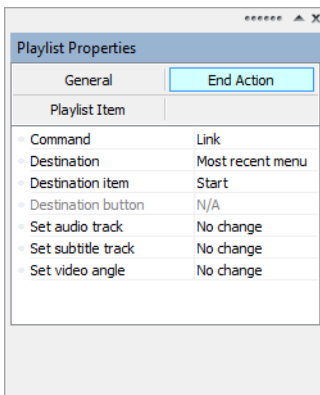 Playlist Properties
General End Action
Playlist Item
Command Link
Destination Most recent menu
Destination item Start
Destination button N/A
Set audio track No change
Set subtitle track No change
Set video angle No change